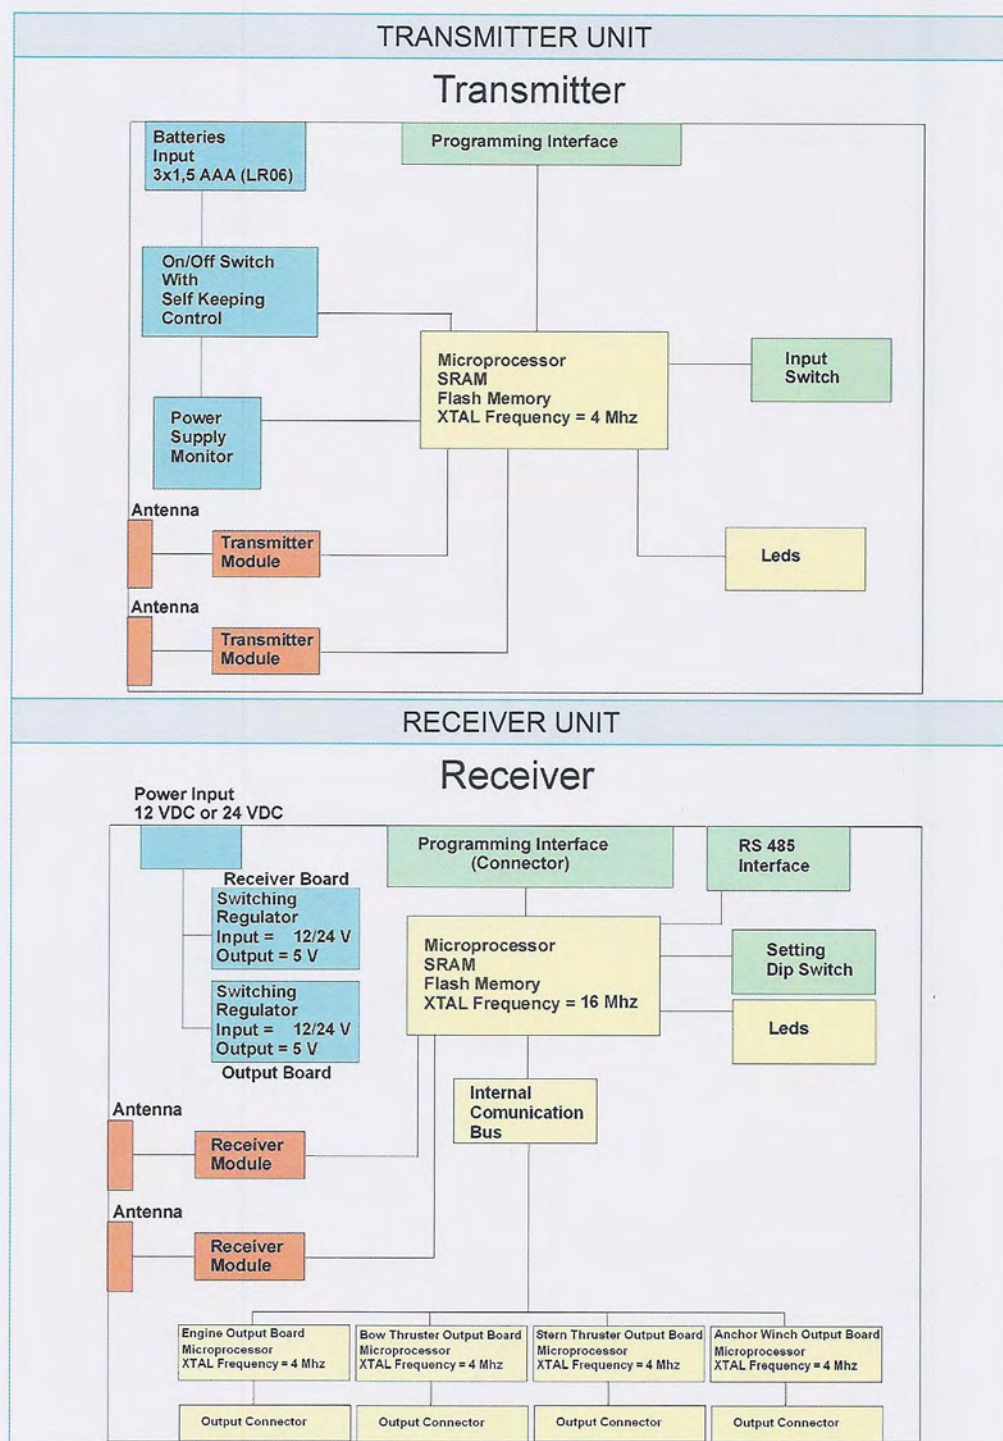 TRANSMITTER UNIT
Transmitter
Batteries
Input
3x1,5 AAA (LR06)
Programming Interface
On/Off Switch
With
Self Keeping
Control
Microprocessor
SRAM
Flash Memory
XTAL Frequency = 4 Mhz
Input
Switch
Power
Supply
Monitor
Antenna
Transmitter
Module
Leds
Antenna
Transmitter
Module
RECEIVER UNIT
Receiver
Power Input
12 VDC or 24 VDC
Programming Interface
(Connector)
RS 485
Interface
Receiver Board
Switching
Regulator
Input = 12/24 V
Output = 5 V
Microprocessor
SRAM
Flash Memory
XTAL Frequency = 16 Mhz
Setting
Dip Switch
Switching
Regulator
Input = 12/24 V
Output = 5 V
Output Board
Leds
Internal
Comunication
Bus
Antenna
Receiver
Module
Antenna
Receiver
Module
Engine Output Board
Microprocessor
XTAL Frequency = 4 Mhz
Bow Thruster Output Board
Microprocessor
XTAL Frequency = 4 Mhz
Stern Thruster Output Board
Microprocessor
XTAL Frequency = 4 Mhz
Anchor Winch Output Board
Microprocessor
XTAL Frequency = 4 Mhz
Output Connector
Output Connector
Output Connector
Output Connector